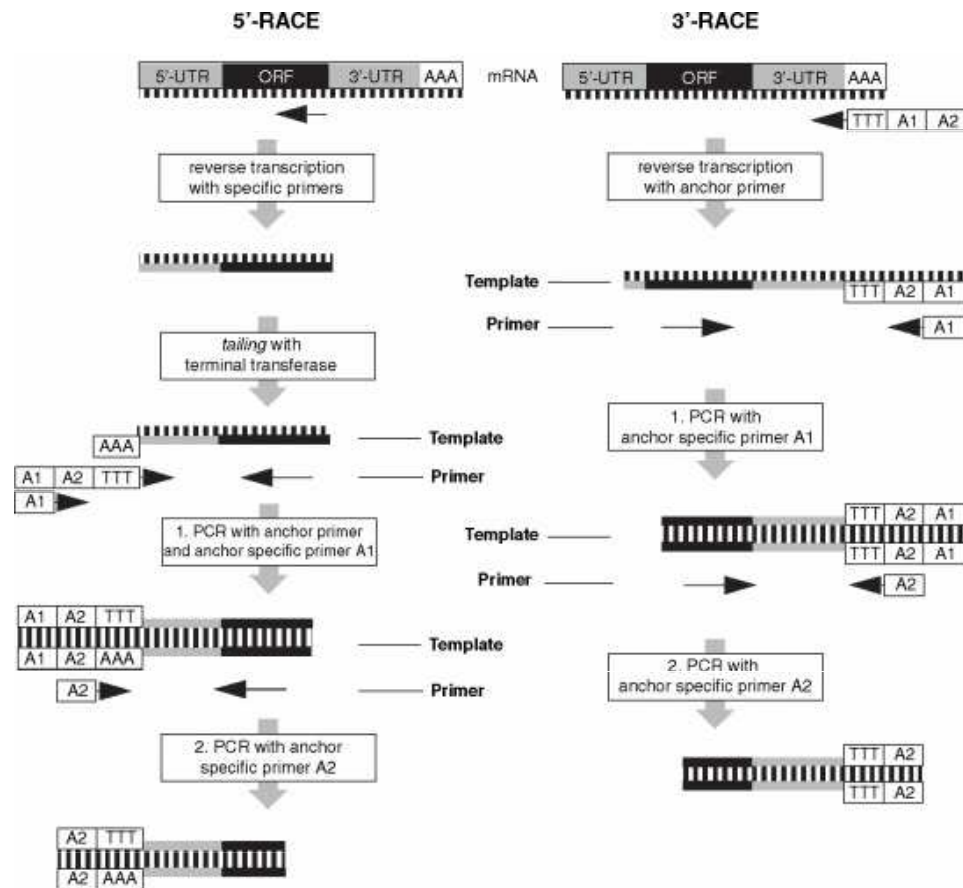 5'-RACE
3'-RACE
5'-UTR ORF 3'-UTR AAA mRNA 5'-UTR ORF 3'-UTR AAA
TTT A1 A2
reverse transcription
with specific primers
reverse transcription
with anchor primer
Template
TTT A2 A1
Primer
A1
tailing with
terminal transferase
AAA
Template
1. PCR with
anchor specific primer A1
A1 A2 TTT
Primer
A1
1. PCR with anchor primer
and anchor specific primer A1
TTT A2 A1
Template
TTT A2 A1
Primer
A2
A1 A2 TTT
Template
A1 A2 AAA
A2
Primer
2. PCR with
anchor specific primer A2
2. PCR with anchor
specific primer A2
TTT A2
TTT A2
A2 TTT
A2 AAA